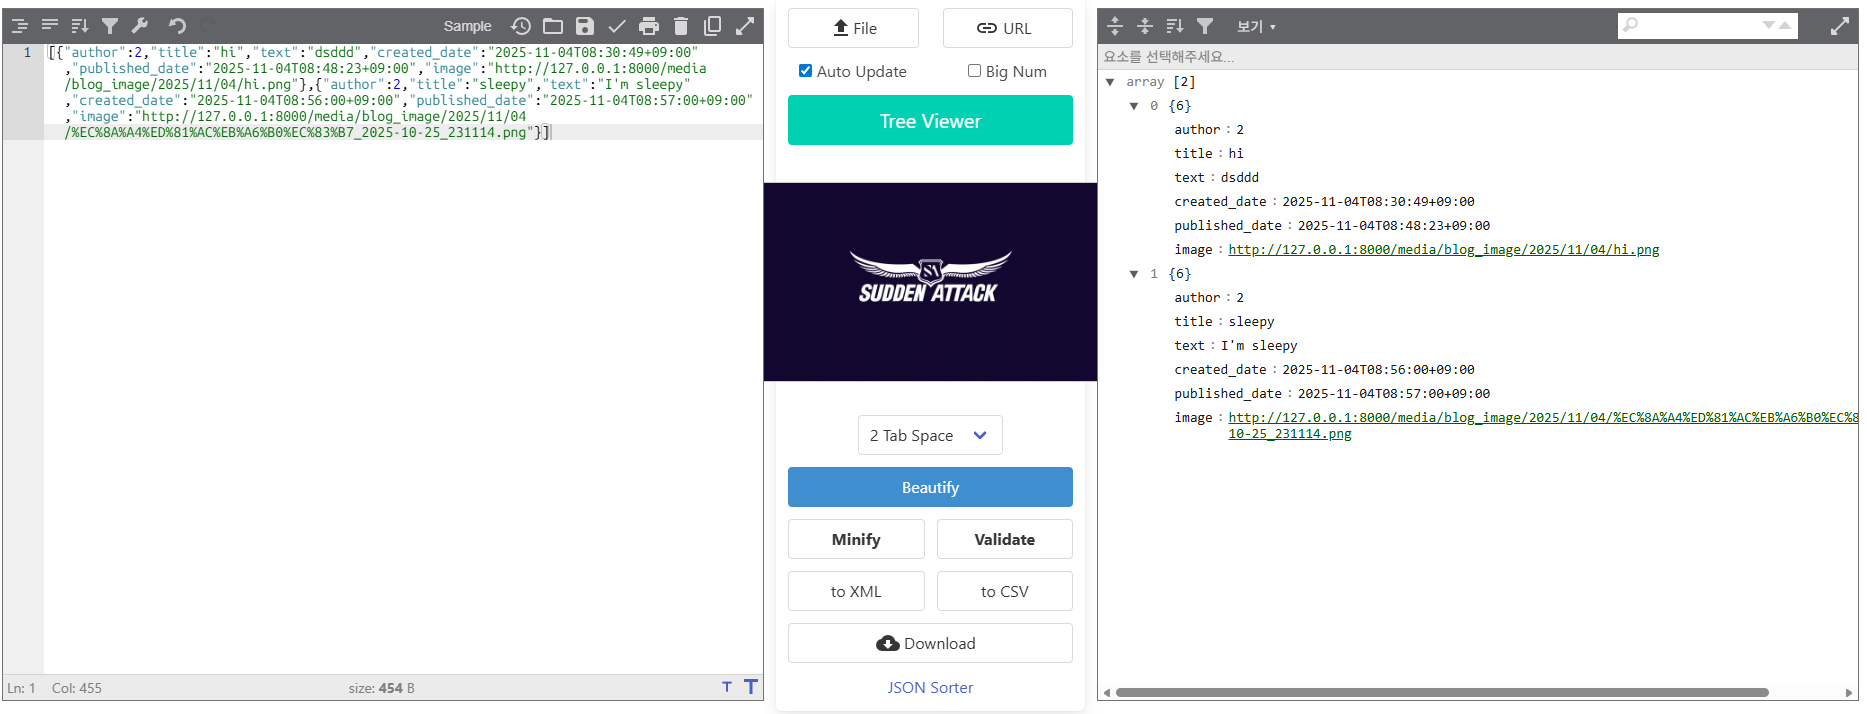 Sample
1 [{"author":2,"title":"hi","text":"dsddd","created_date":"2025-11-04T08:30:49+09:00"
,"published_date":"2025-11-04T08:48:23+09:00","image":"http://127.0.0.1:8000/media
/blog_image/2025/11/04/hi.png"},{"author":2,"title":"sleepy","text":"I'm sleepy"
,"created_date":"2025-11-04T08:56:00+09:00","published_date":"2025-11-04T08:57:00+09:00"
,"image":"http://127.0.0.1:8000/media/blog_image/2025/11/04
/%EC%8A%A4%ED%81%AC%EB%A6%B0%EC%83%B7_2025-10-25_231114.png"}]
Ln: 1 Col: 455 size: 454 B T T
File URL
Auto Update Big Num
Tree Viewer
SA
SUDDEN ATTACK
2 Tab Space
Beautify
Minify Validate
to XML to CSV
Download
JSON Sorter
보기
요소를 선택해주세요...
array [2]
0 {6}
author : 2
title : hi
text : dsddd
created_date : 2025-11-04T08:30:49+09:00
published_date : 2025-11-04T08:48:23+09:00
image : http://127.0.0.1:8000/media/blog_image/2025/11/04/hi.png
1 {6}
author : 2
title : sleepy
text : I'm sleepy
created_date : 2025-11-04T08:56:00+09:00
published_date : 2025-11-04T08:57:00+09:00
image : http://127.0.0.1:8000/media/blog_image/2025/11/04/%EC%8A%A4%ED%81%AC%EB%A6%B0%EC%8
10-25_231114.png